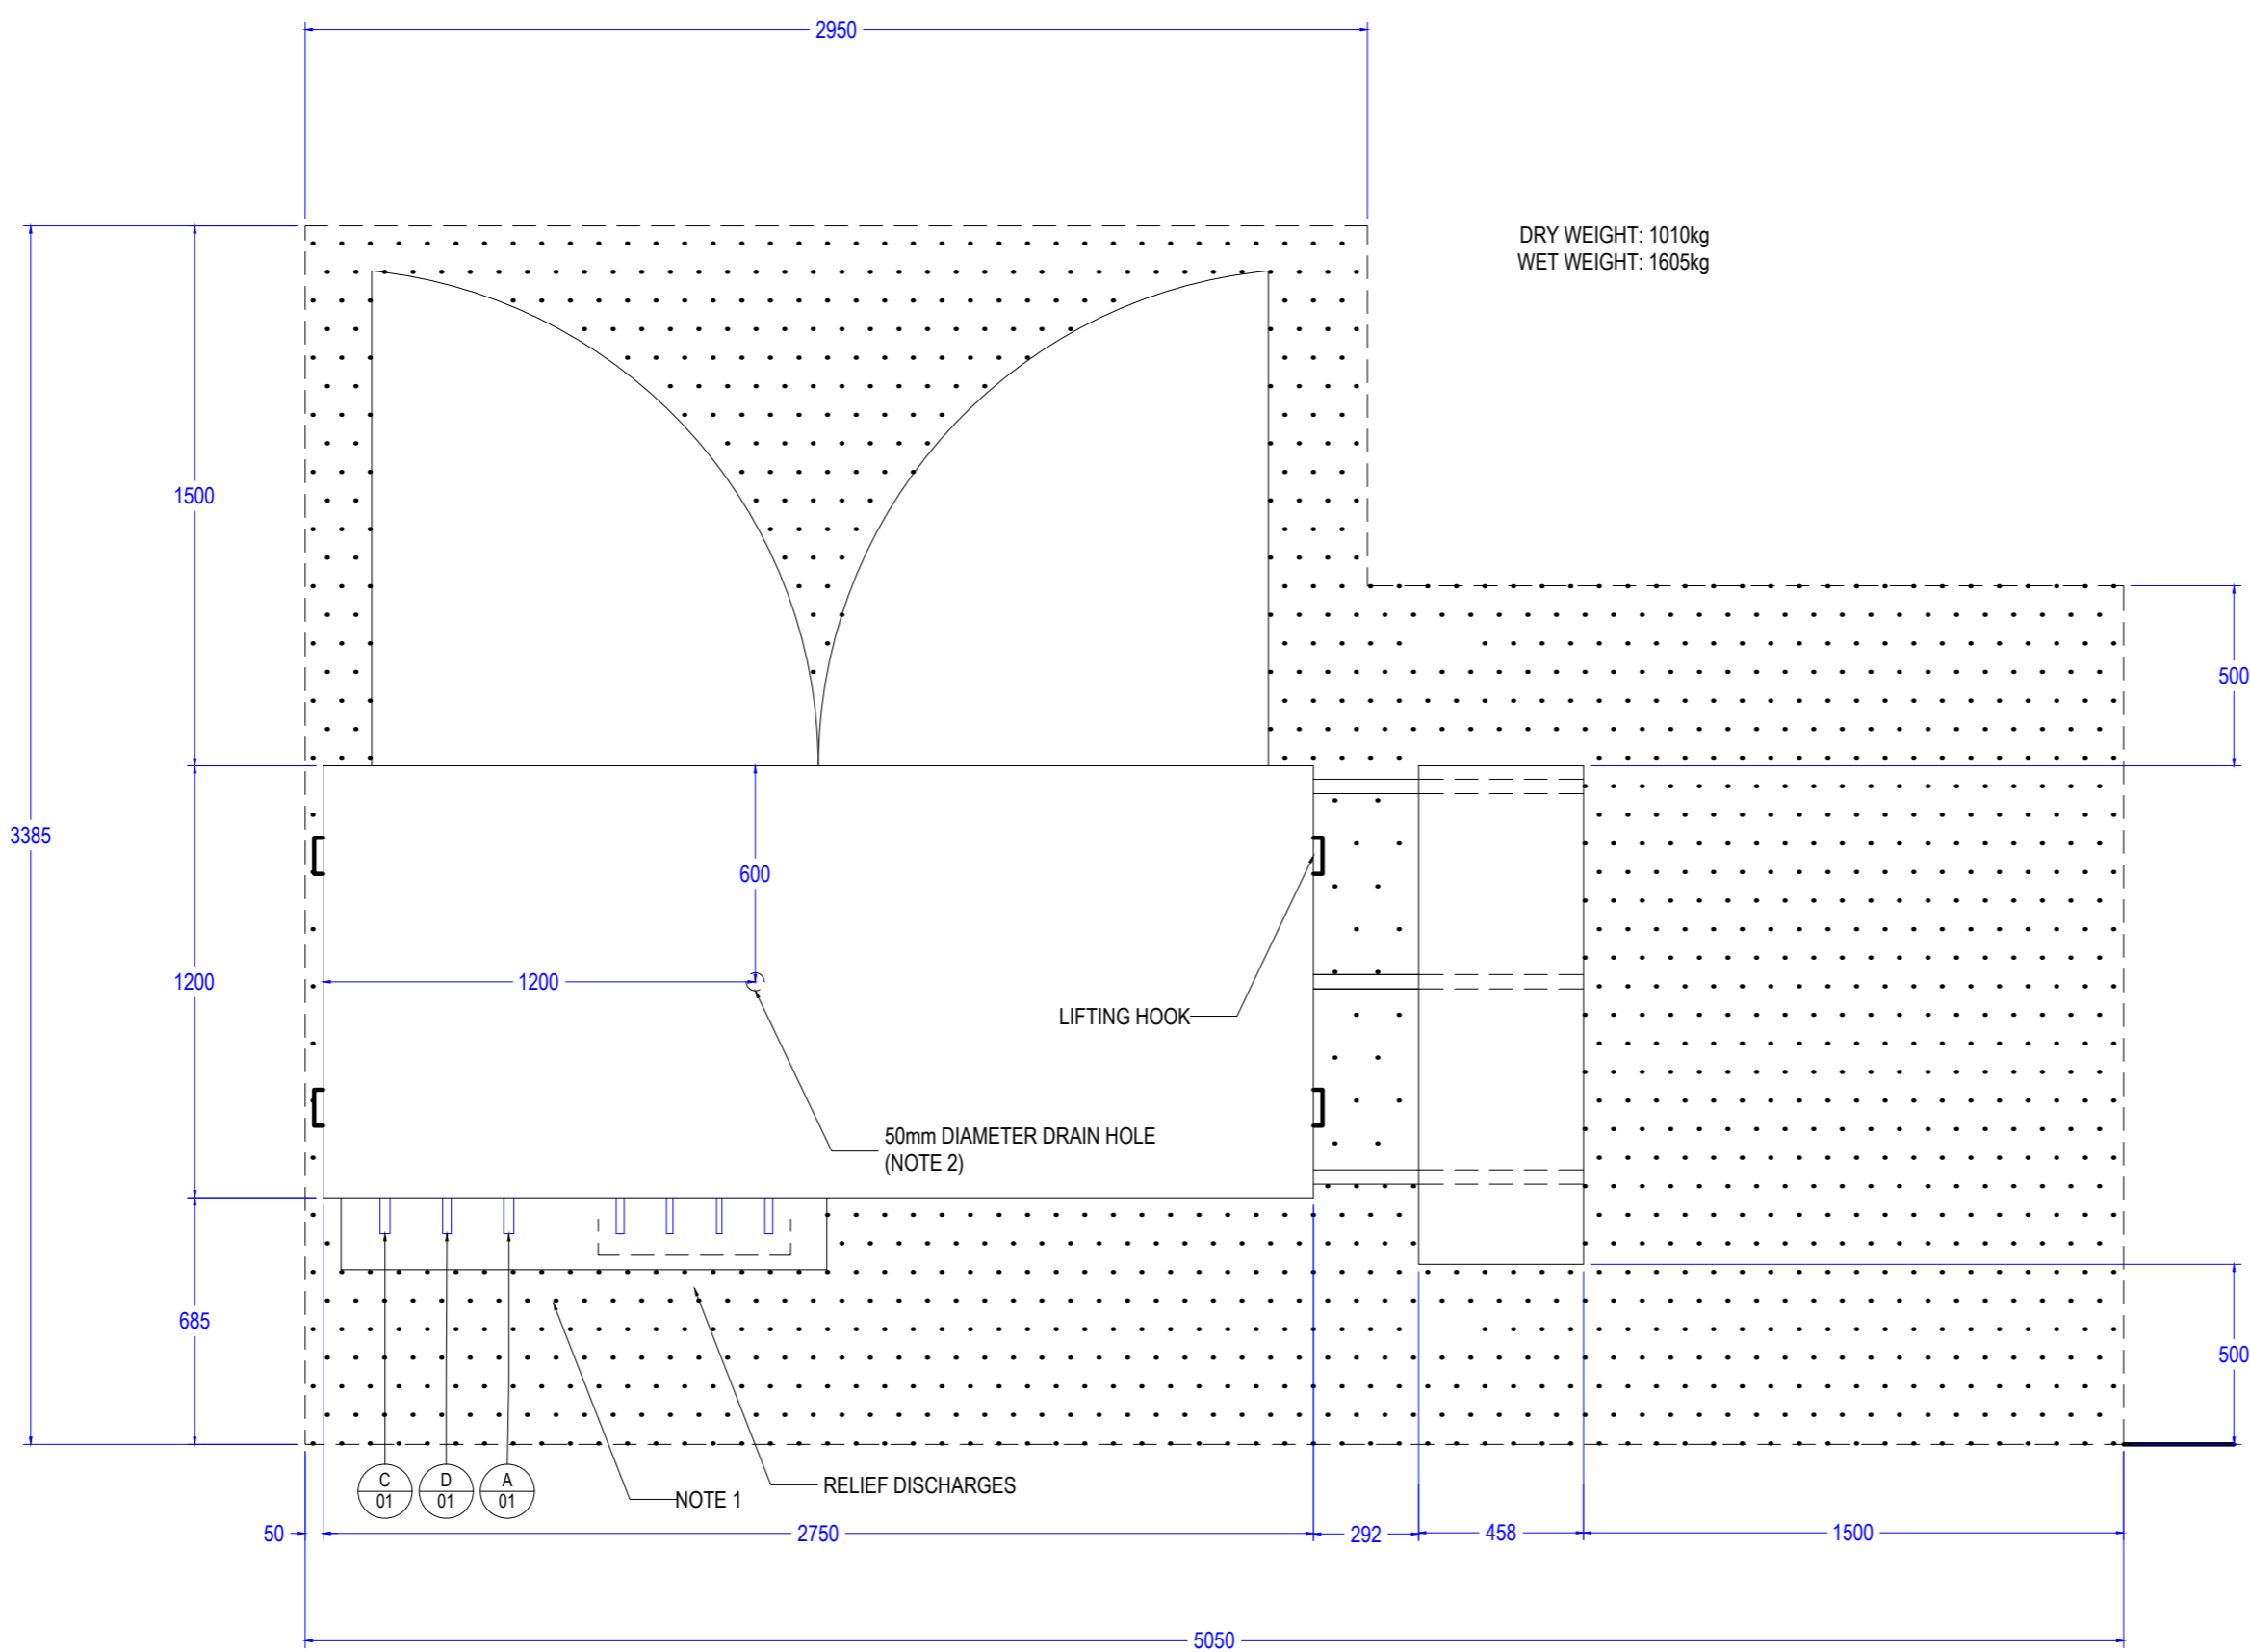 2950
DRY WEIGHT: 1010kg
WET WEIGHT: 1605kg
1500
500
3385
600
1200
1200
LIFTING HOOK
50mm DIAMETER DRAIN HOLE
(NOTE 2)
685
500
C
01
D
01
A
01
NOTE 1
RELIEF DISCHARGES
50
2750
292
458
1500
5050